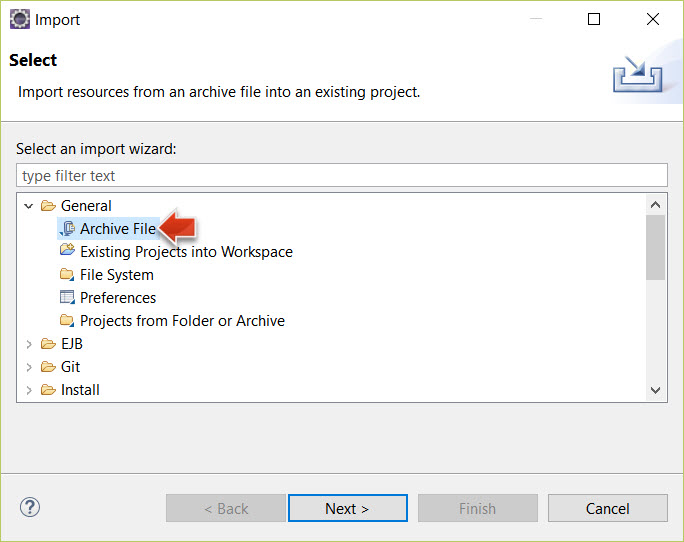 Import
Select
Import resources from an archive file into an existing project.
Select an import wizard:
type filter text
General
Archive File
Existing Projects into Workspace
File System
Preferences
Projects from Folder or Archive
EJB
Git
Install
?
< Back
Next >
Finish
Cancel